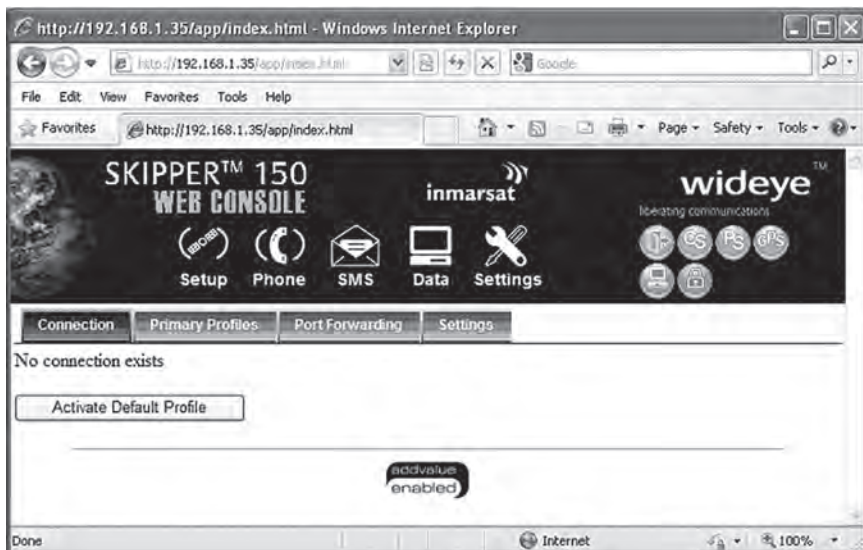 http://192.168.1.35/app/index.html - Windows Internet Explorer
http://192.168.1.35/app/index.html
Google
File Edit View Favorites Tools Help
Favorites
http://192.168.1.35/app/index.html
Page Safety Tools
SKIPPER™ 150
WEB CONSOLE
inmarsat
wideye™
liberating communications
Setup Phone SMS Data Settings
CS PS GPS
Connection Primary Profiles Port Forwarding Settings
No connection exists
Activate Default Profile
addvalue
enabled
Done Internet 100%